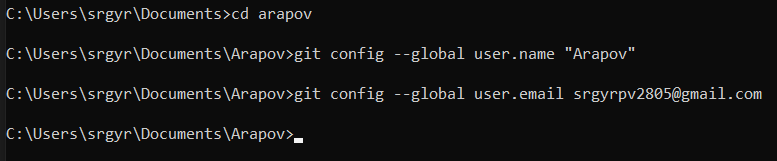 C:\Users\srgyr\Documents>cd arapov
C:\Users\srgyr\Documents\Arapov>git config --global user.name "Arapov"
C:\Users\srgyr\Documents\Arapov>git config --global user.email srgyrpv2805@gmail.com
C:\Users\srgyr\Documents\Arapov>